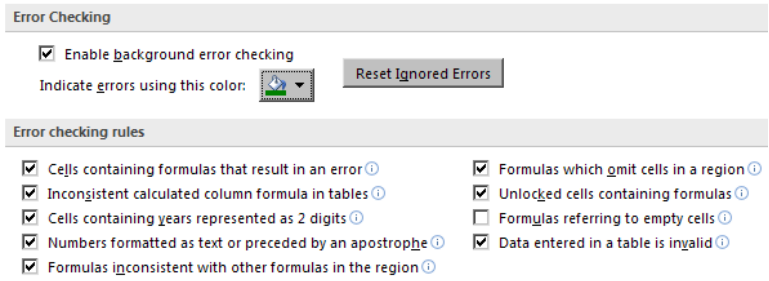 Error Checking
Enable background error checking
Indicate errors using this color:
Reset Ignored Errors
Error checking rules
Cells containing formulas that result in an error
Inconsistent calculated column formula in tables
Cells containing years represented as 2 digits
Numbers formatted as text or preceded by an apostrophe
Formulas inconsistent with other formulas in the region
Formulas which omit cells in a region
Unlocked cells containing formulas
Formulas referring to empty cells
Data entered in a table is invalid